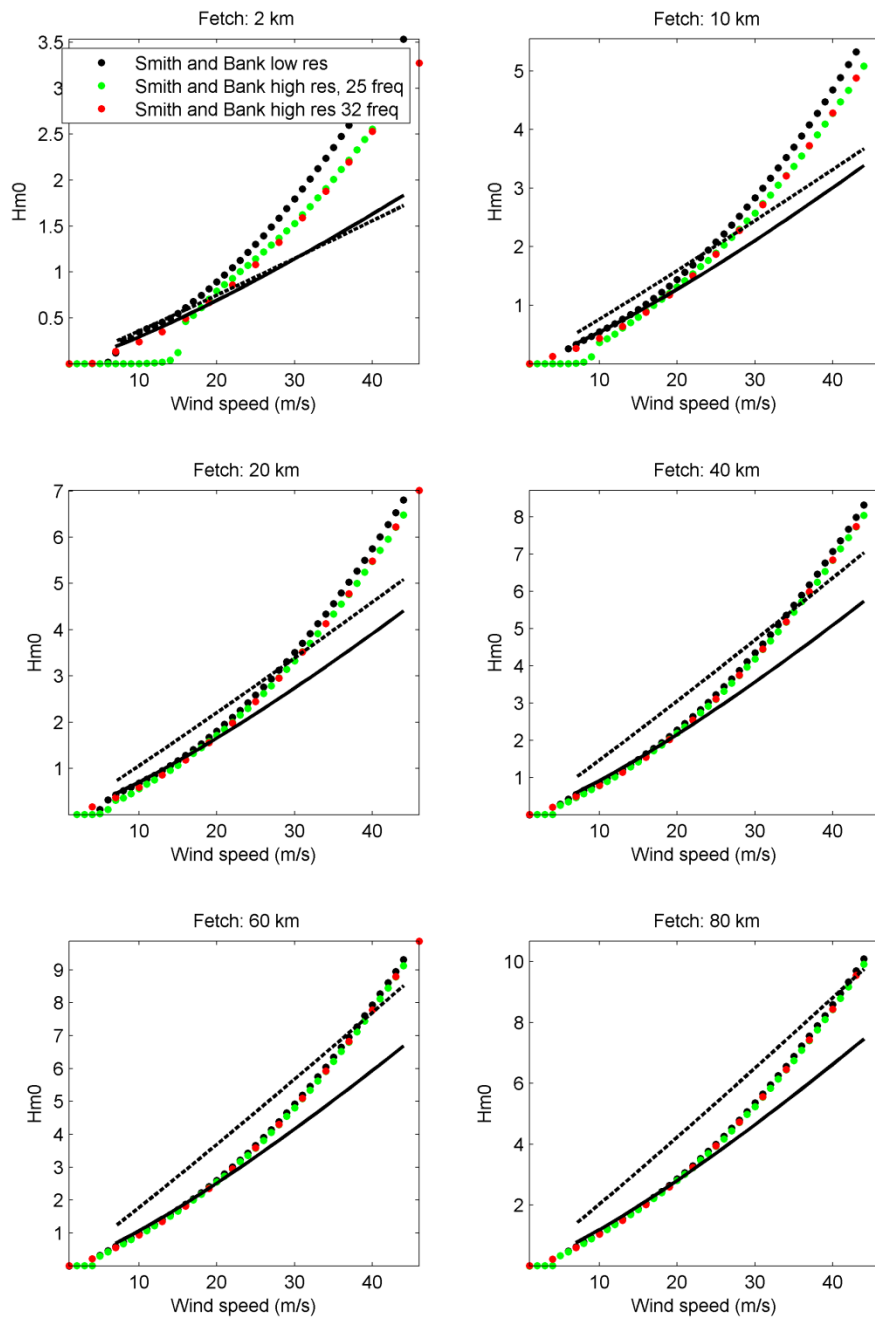 Fetch: 2 km
3.5
3
2.5
2
1.5
1
0.5
Hm0
Smith and Bank low res
Smith and Bank high res, 25 freq
Smith and Bank high res 32 freq
10 20 30 40
Wind speed (m/s)
Fetch: 10 km
5
4
3
2
1
Hm0
10 20 30 40
Wind speed (m/s)
Fetch: 20 km
7
6
5
4
3
2
1
Hm0
10 20 30 40
Wind speed (m/s)
Fetch: 40 km
8
7
6
5
4
3
2
1
Hm0
10 20 30 40
Wind speed (m/s)
Fetch: 60 km
9
8
7
6
5
4
3
2
1
Hm0
10 20 30 40
Wind speed (m/s)
Fetch: 80 km
10
8
6
4
2
Hm0
10 20 30 40
Wind speed (m/s)